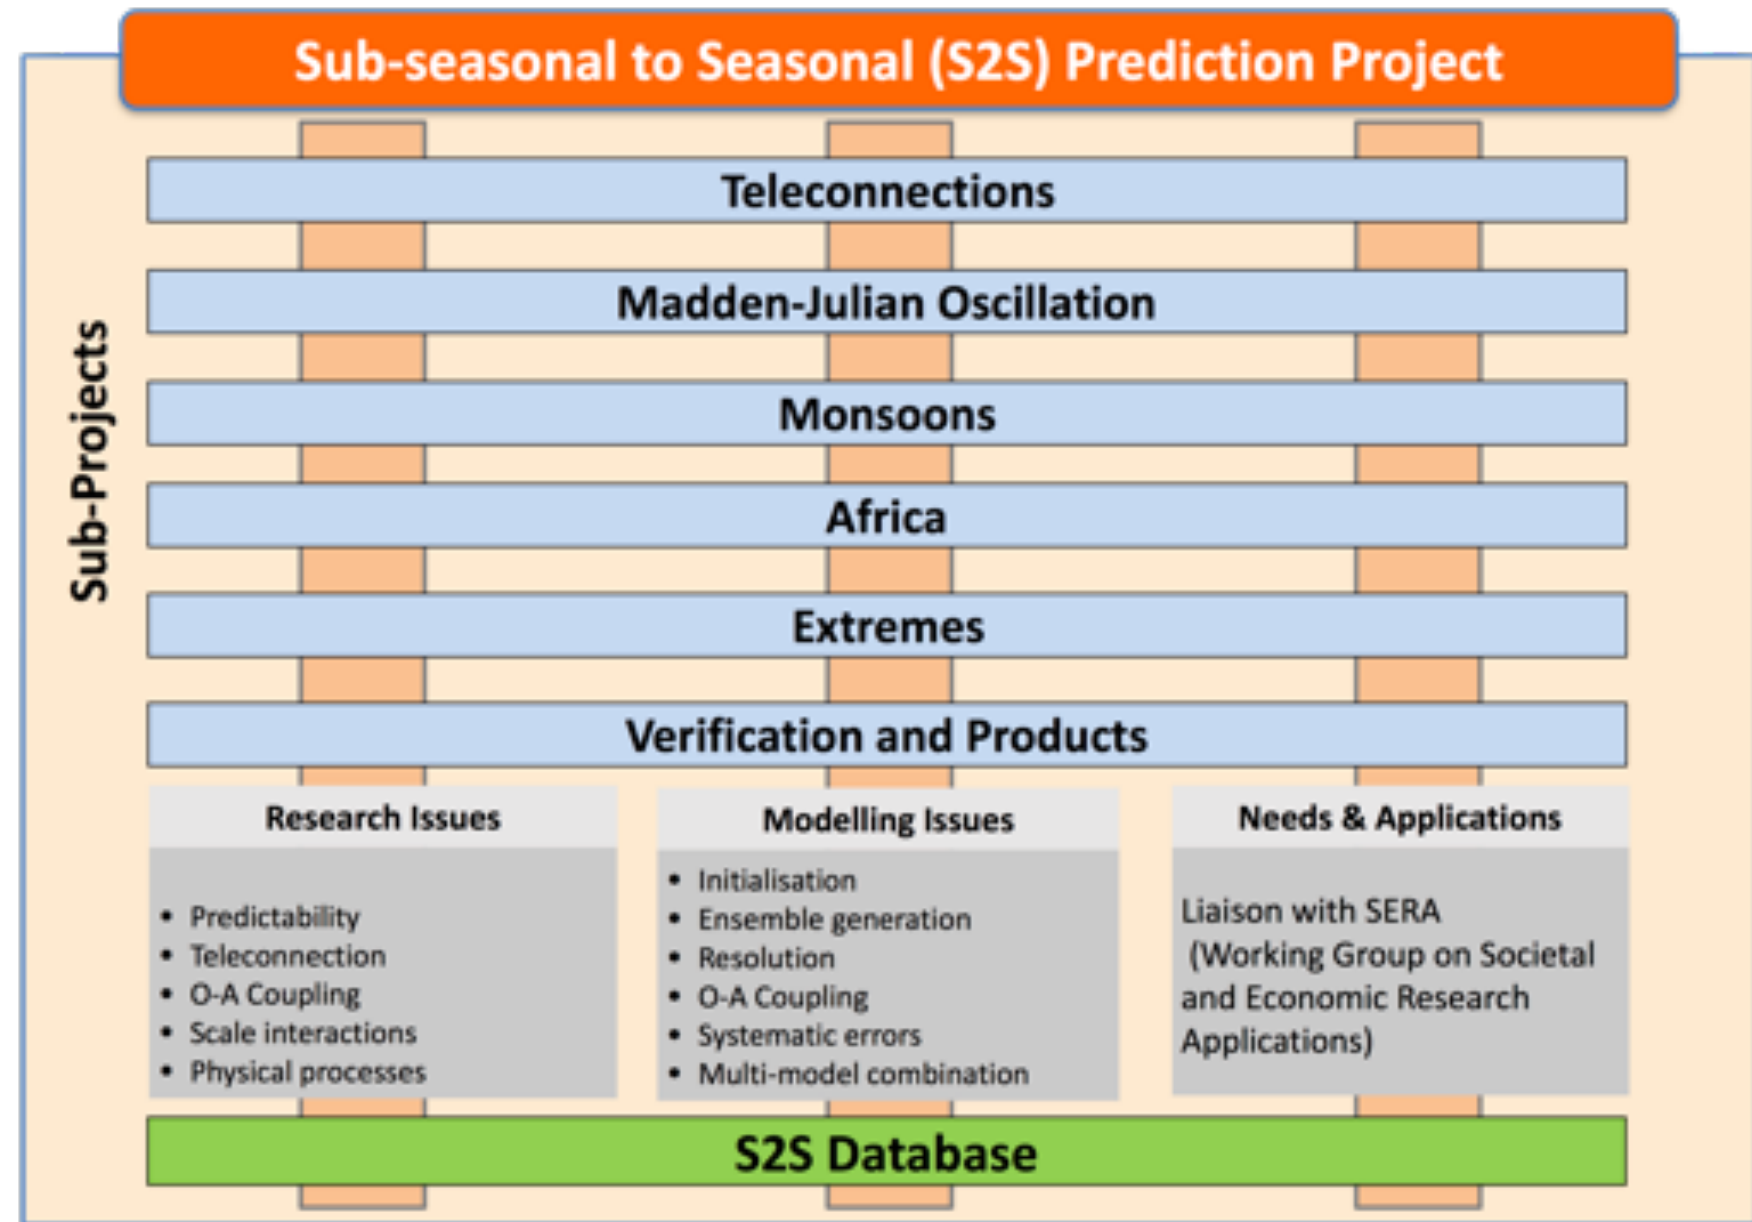 Sub-seasonal to Seasonal (S2S) Prediction Project
Sub-Projects
Teleconnections
Madden-Julian Oscillation
Monsoons
Africa
Extremes
Verification and Products
Research Issues
• Predictability
• Teleconnection
• O-A Coupling
• Scale interactions
• Physical processes
Modelling Issues
• Initialisation
• Ensemble generation
• Resolution
• O-A Coupling
• Systematic errors
• Multi-model combination
Needs & Applications
Liaison with SERA
(Working Group on Societal
and Economic Research
Applications)
S2S Database